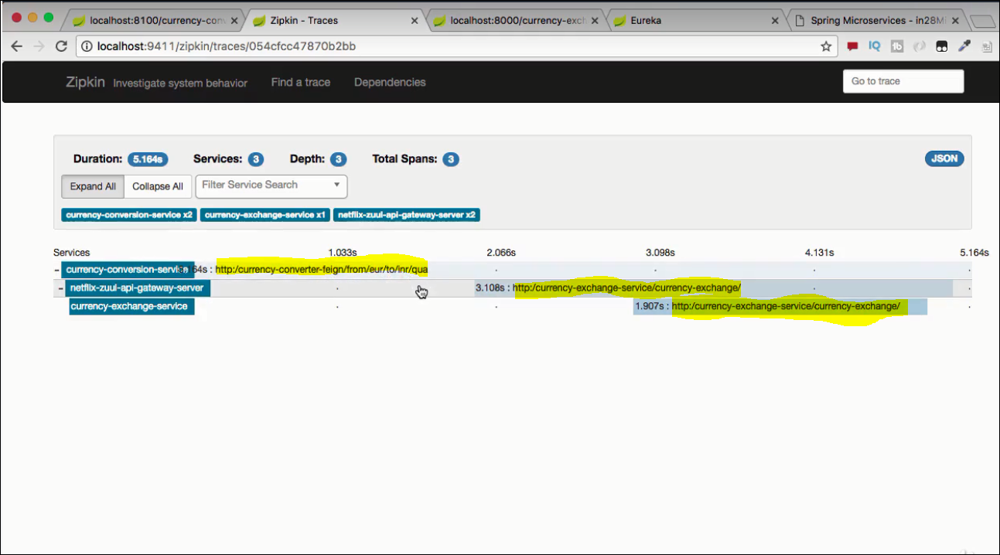 localhost:8100/currency-con
Zipkin - Traces
localhost:8000/currency-exch
Eureka
Spring Microservices - in28Mi
localhost:9411/zipkin/traces/054cfcc47870b2bb
IQ
Zipkin Investigate system behavior Find a trace Dependencies Go to trace
Duration: 5.164s Services: 3 Depth: 3 Total Spans: 3 JSON
Expand All Collapse All Filter Service Search
currency-conversion-service x2 currency-exchange-service x1 netflix-zuul-api-gateway-server x2
Services 1.033s 2.066s 3.098s 4.131s 5.164s
- currency-conversion-service 5.164s : http:/currency-converter-feign/from/eur/to/inr/qua
- netflix-zuul-api-gateway-server 3.108s : http:/currency-exchange-service/currency-exchange/
currency-exchange-service 1.907s : http:/currency-exchange-service/currency-exchange/